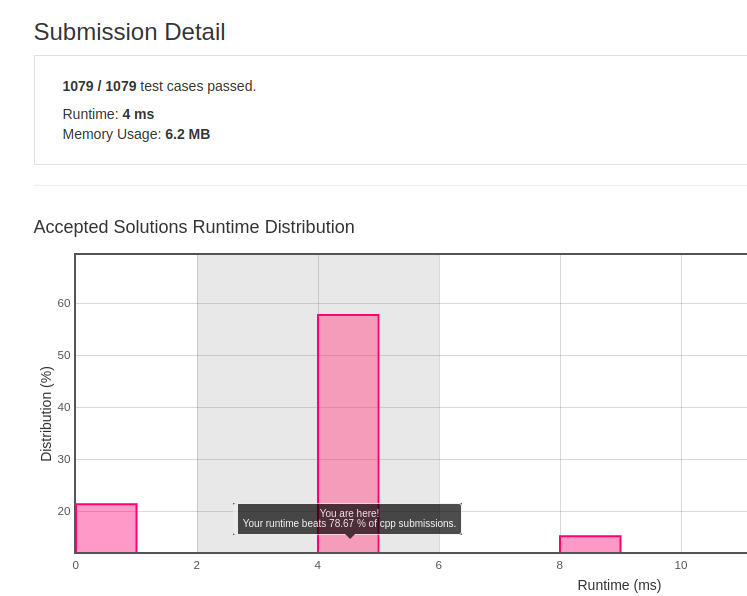 Submission Detail
1079 / 1079 test cases passed.
Runtime: 4 ms
Memory Usage: 6.2 MB
Accepted Solutions Runtime Distribution
60
50
40
30
20
Distribution (%)
You are here!
Your runtime beats 78.67 % of cpp submissions.
0 2 4 6 8 10
Runtime (ms)